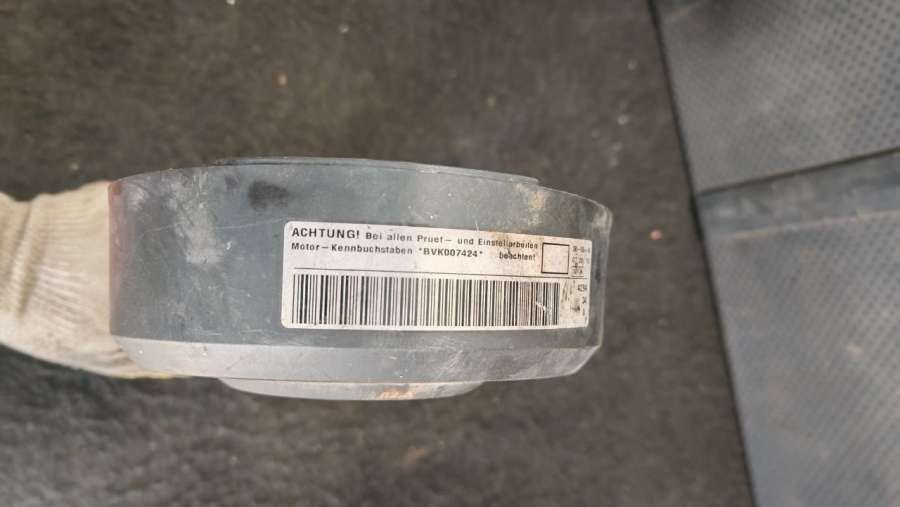 ACHTUNG! Bei allen Pruef— und Einstellarbeiten
Motor—Kennbuchstaben *BVK007424* beachten!